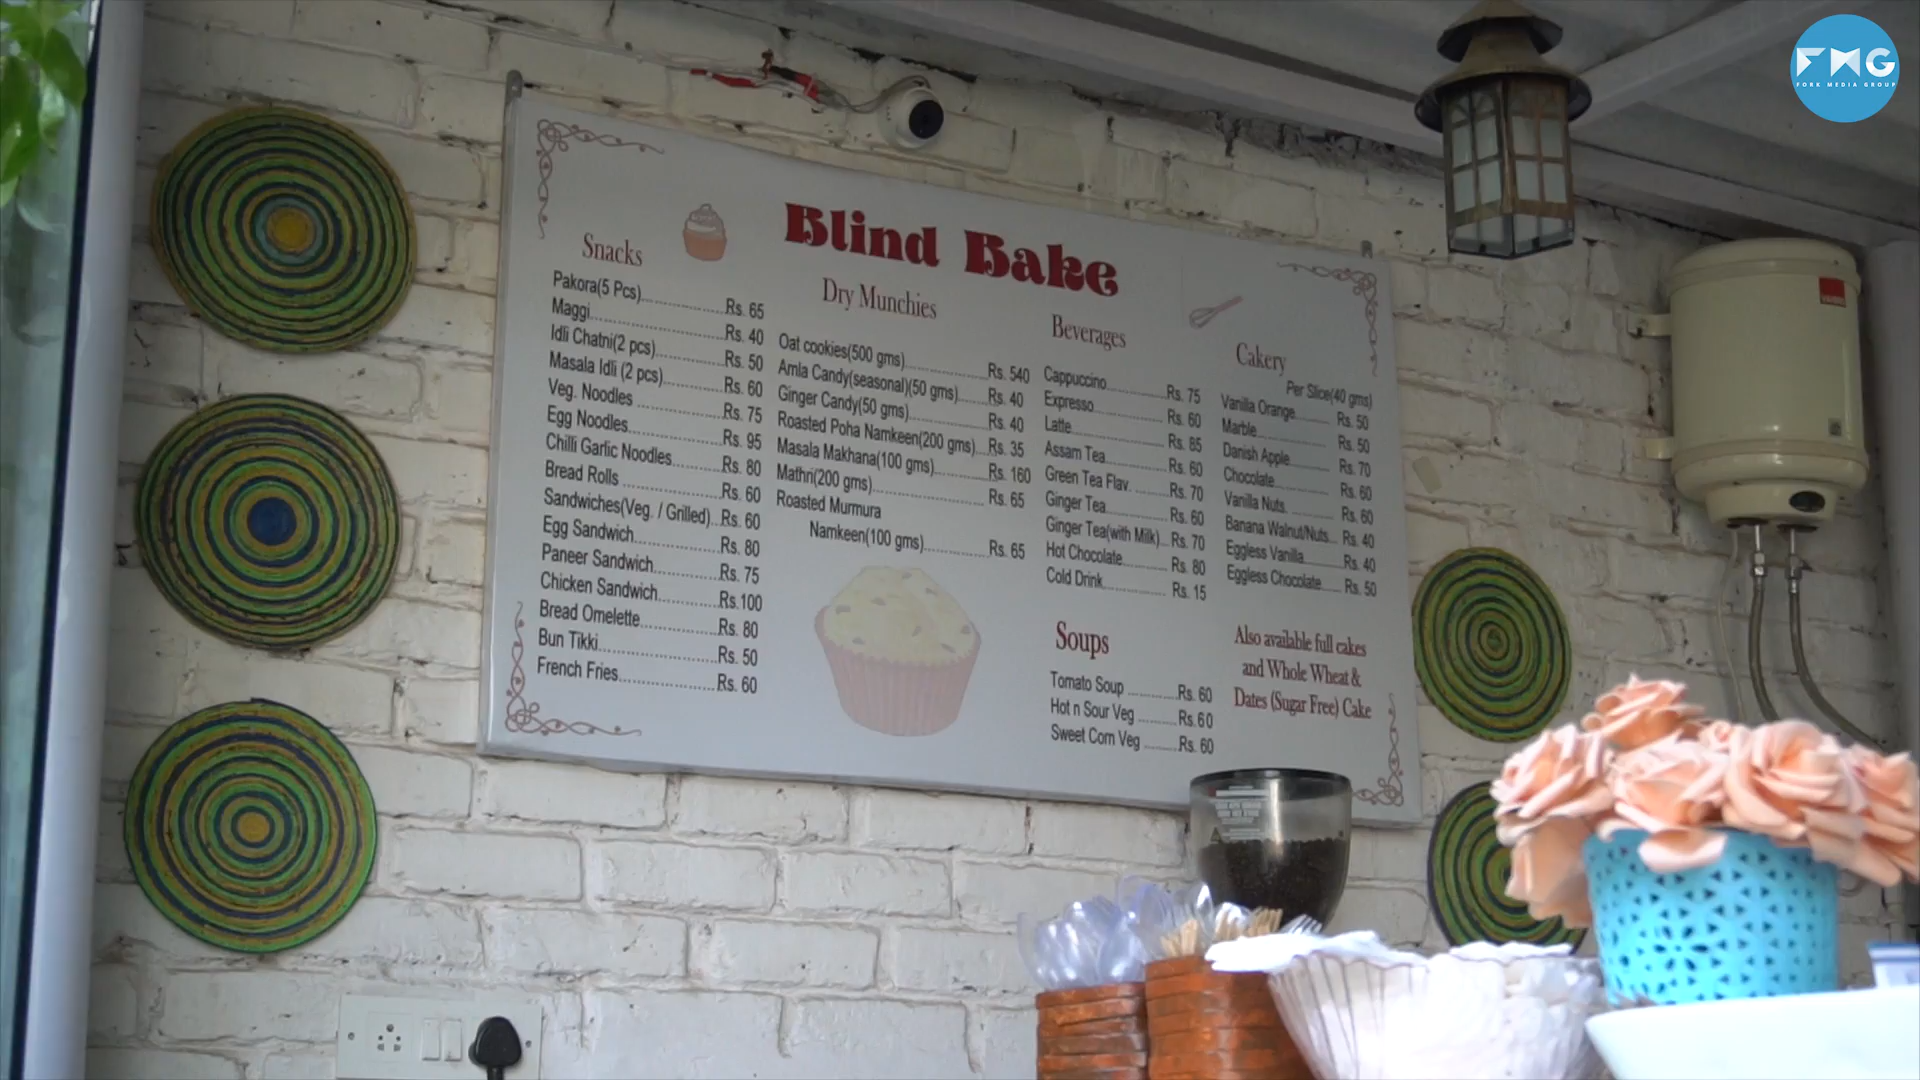 FMG
FORK MEDIA GROUP
Blind Bake
Snacks
Pakora(5 Pcs)........................Rs. 65
Maggi.................................Rs. 40
Idli Chatni(2 pcs)...................Rs. 50
Masala Idli (2 pcs)..................Rs. 60
Veg. Noodles .......................Rs. 75
Egg Noodles.........................Rs. 95
Chilli Garlic Noodles.............Rs. 80
Bread Rolls .........................Rs. 60
Sandwiches(Veg. / Grilled)...Rs. 60
Egg Sandwich.......................Rs. 80
Paneer Sandwich..................Rs. 75
Chicken Sandwich.................Rs.100
Bread Omelette.....................Rs. 80
Bun Tikki..............................Rs. 50
French Fries.........................Rs. 60
Dry Munchies
Oat cookies(500 gms).....................Rs. 540
Amla Candy(seasonal)(50 gms)........Rs. 40
Ginger Candy(50 gms).....................Rs. 40
Roasted Poha Namkeen(200 gms)...Rs. 35
Masala Makhana(100 gms)..............Rs. 160
Mathri(200 gms).............................Rs. 65
Roasted Murmura
Namkeen(100 gms)................Rs. 65
Beverages
Cappuccino...............Rs. 75
Expresso..................Rs. 60
Latte........................Rs. 85
Assam Tea...............Rs. 60
Green Tea Flav. .......Rs. 70
Ginger Tea...............Rs. 60
Ginger Tea(with Milk)...Rs. 70
Hot Chocolate...........Rs. 80
Cold Drink................Rs. 15
Soups
Tomato Soup ............Rs. 60
Hot n Sour Veg .........Rs. 60
Sweet Corn Veg ........Rs. 60
Cakery
Per Slice(40 gms)
Vanilla Orange..........Rs. 50
Marble.....................Rs. 50
Danish Apple............Rs. 70
Chocolate................Rs. 60
Vanilla Nuts..............Rs. 60
Banana Walnut/Nuts...Rs. 40
Eggless Vanilla.........Rs. 40
Eggless Chocolate.....Rs. 50
Also available full cakes
and Whole Wheat &
Dates (Sugar Free) Cake